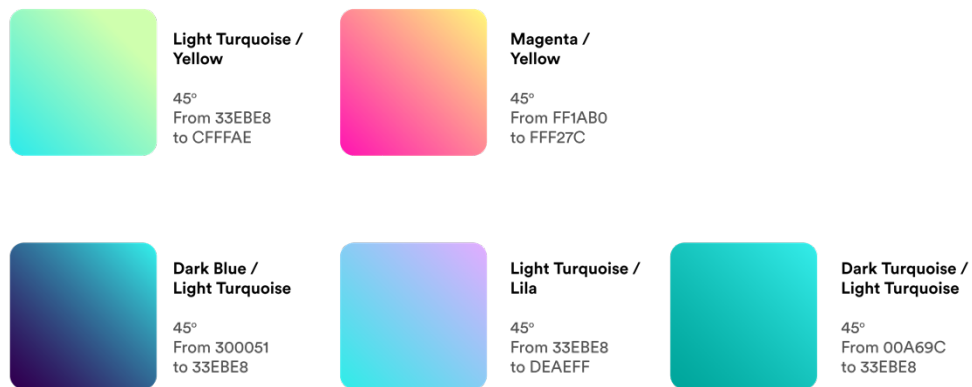 Light Turquoise /
Yellow
45º
From 33EBE8
to CFFFAE
Magenta /
Yellow
45º
From FF1AB0
to FFF27C
Dark Blue /
Light Turquoise
45º
From 300051
to 33EBE8
Light Turquoise /
Lila
45º
From 33EBE8
to DEAEFF
Dark Turquoise /
Light Turquoise
45º
From 00A69C
to 33EBE8